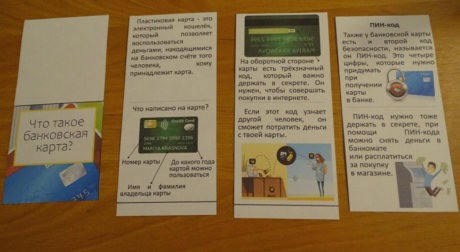 Что такое
банковская
карта?
Пластиковая карта - это
электронный кошелёк,
который позволяет
воспользоваться
деньгами, находящимися
на банковском счёте того
человека, кому
принадлежит карта.
Что написано на карте?
Номер карты
До какого года
картой можно
пользоваться
Имя и фамилия
владельца карты
На оборотной стороне
карты есть трёхзначный
код, который важно
держать в секрете. Он
нужен, чтобы совершать
покупки в интернете.
Если этот код узнает
другой человек, он
сможет потратить деньги
с твоей карты.
ПИН-код
Также у банковской карты
есть и второй код
безопасности, называется
он ПИН-код. Это четыре
цифры, которые нужно
придумать
при
получении
карты
в банке.
ПИН-код нужно тоже
держать в секрете, при
помощи ПИН-кода
можно снять деньги в
банкомате
или расплатиться
за покупку
в магазине.